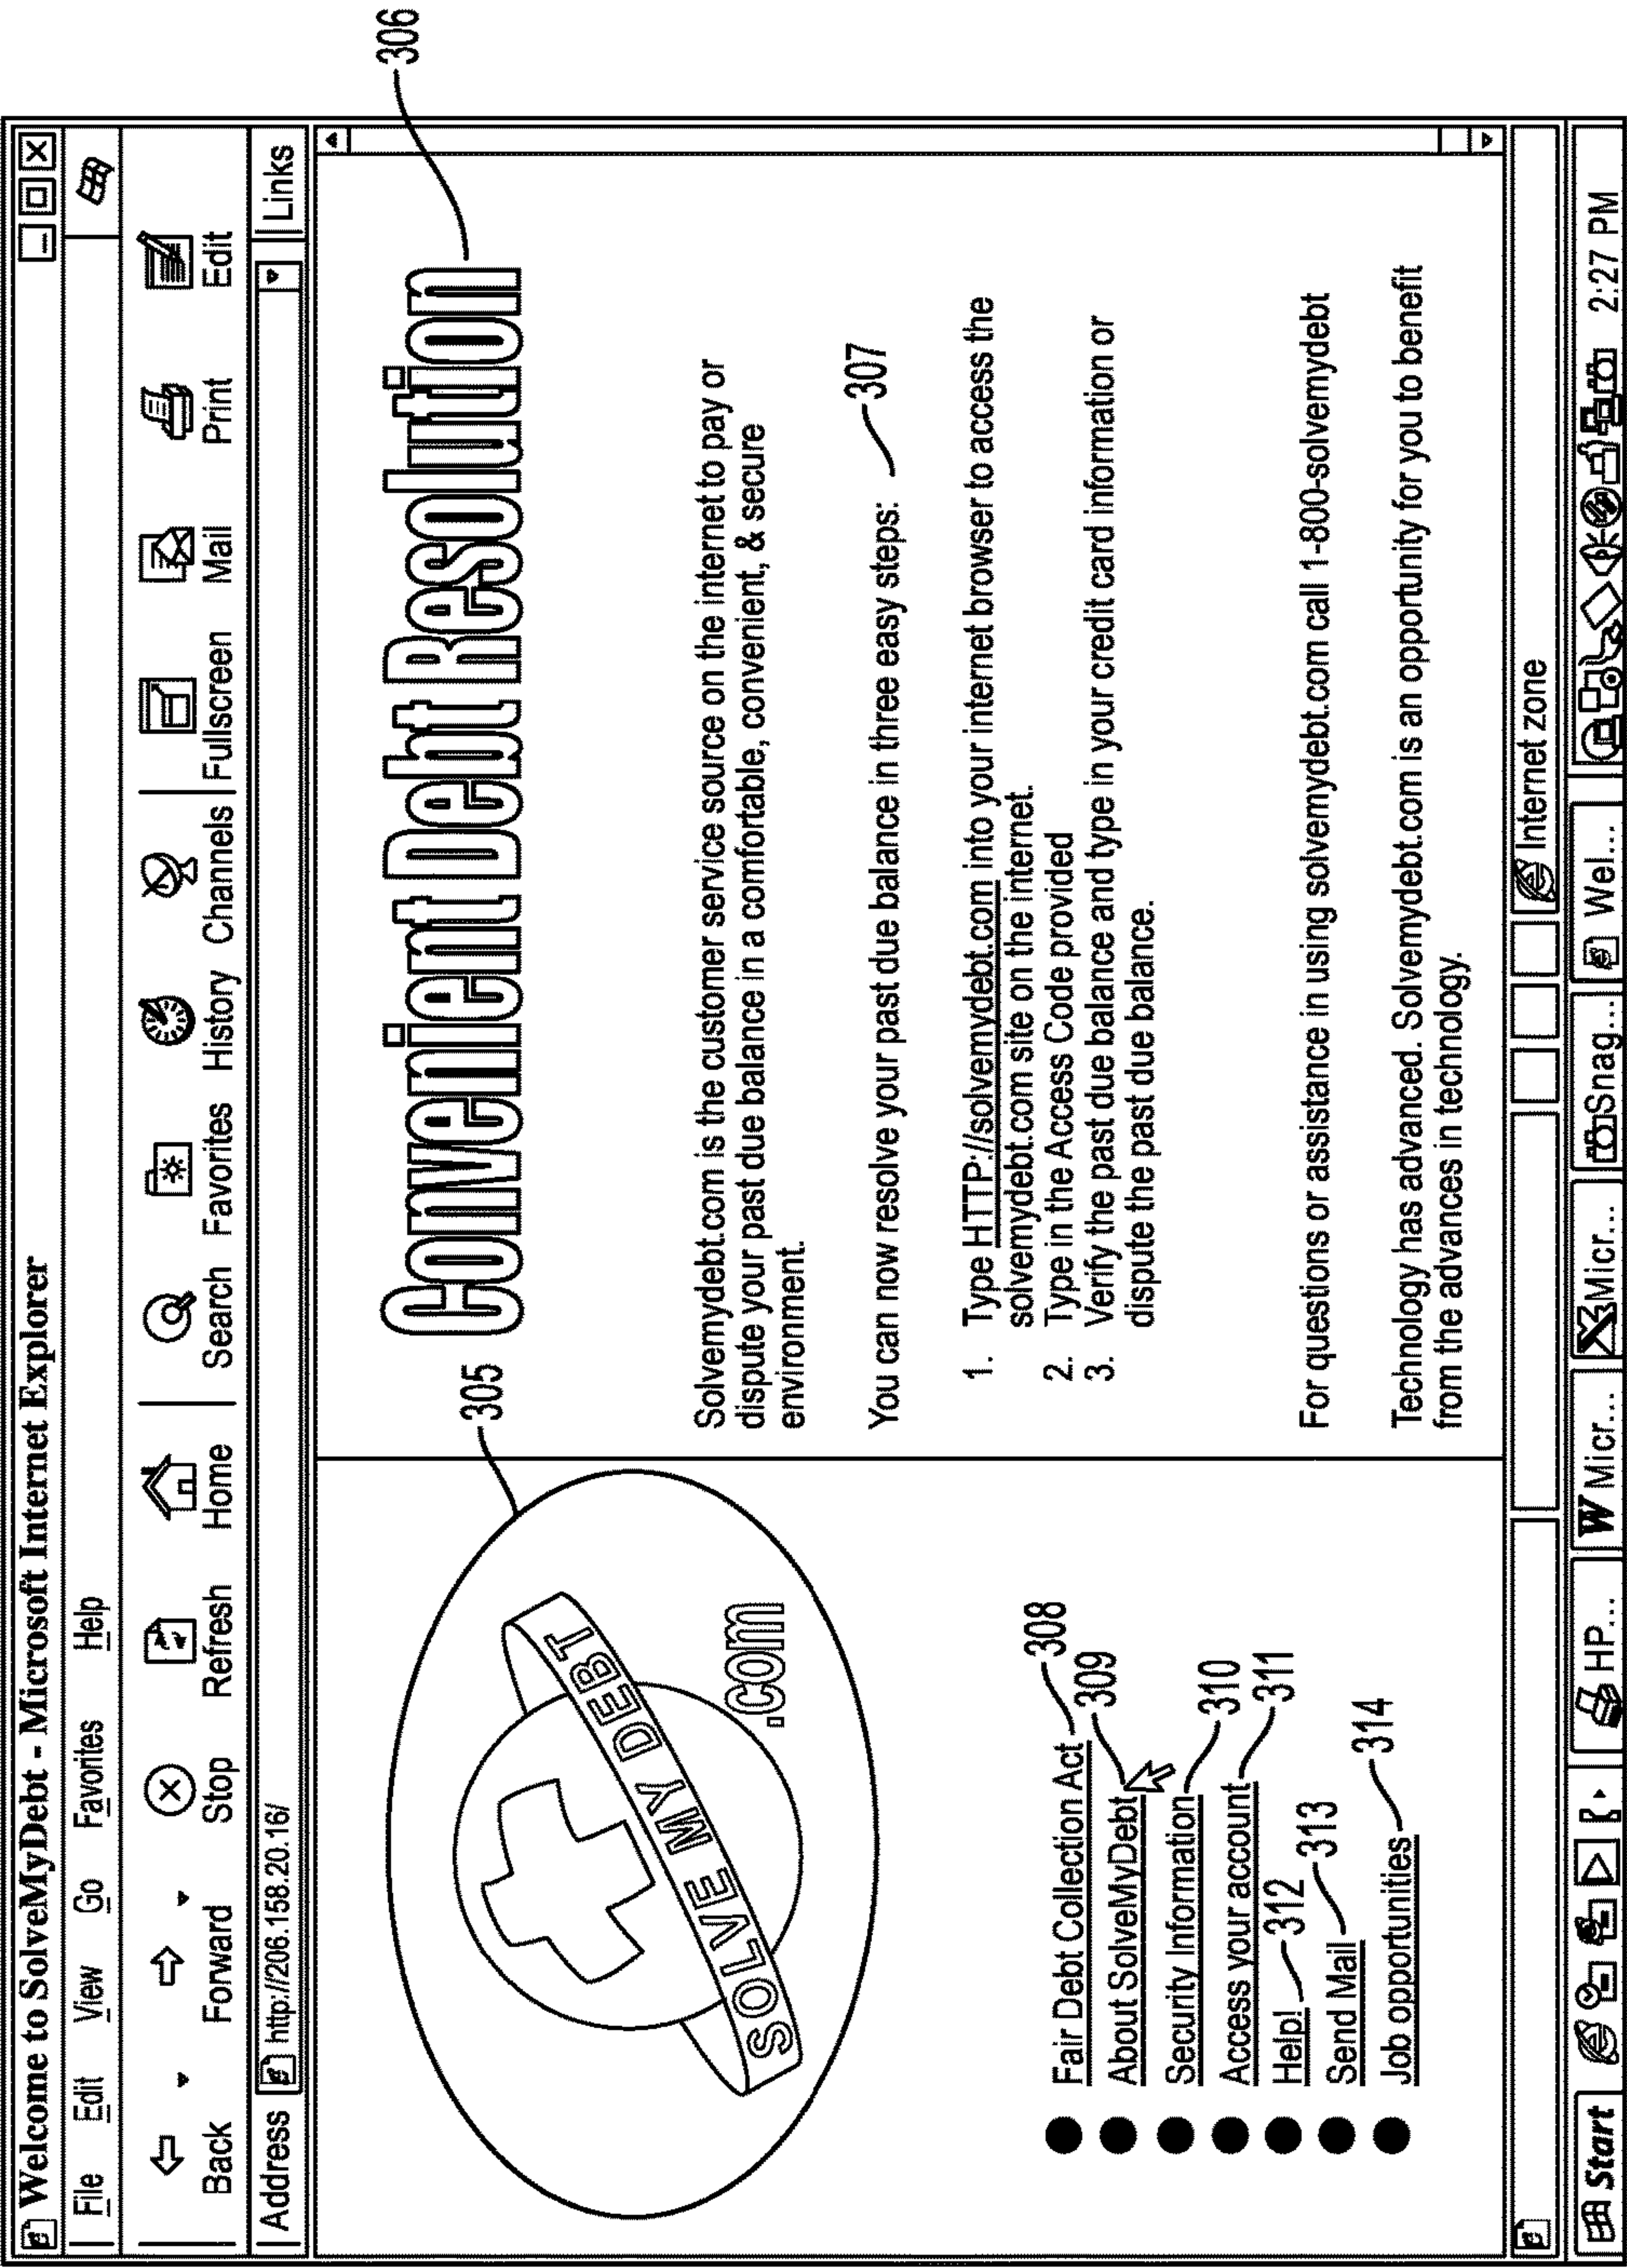 Welcome to SolveMyDebt - Microsoft Internet Explorer
File Edit View Go Favorites Help
Back Forward Stop Refresh Home Search Favorites History Channels Fullscreen Mail Print Edit
Address http://206.158.20.16/ Links
305
SOLVE MY DEBT
.com
Fair Debt Collection Act 308
About SolveMyDebt 309
Security Information 310
Access your account 311
Help! 312
Send Mail 313
Job opportunities 314
Convenient Debt Resolution
306
Solvemydebt.com is the customer service source on the internet to pay or
dispute your past due balance in a comfortable, convenient, & secure
environment.
You can now resolve your past due balance in three easy steps: 307
1. Type HTTP://solvemydebt.com into your internet browser to access the
solvemydebt.com site on the internet.
2. Type in the Access Code provided
3. Verify the past due balance and type in your credit card information or
dispute the past due balance.
For questions or assistance in using solvemydebt.com call 1-800-solvemydebt
Technology has advanced. Solvemydebt.com is an opportunity for you to benefit
from the advances in technology.
Internet zone
Start HP... W Micr... Micr... Snag... Wel... 2:27 PM